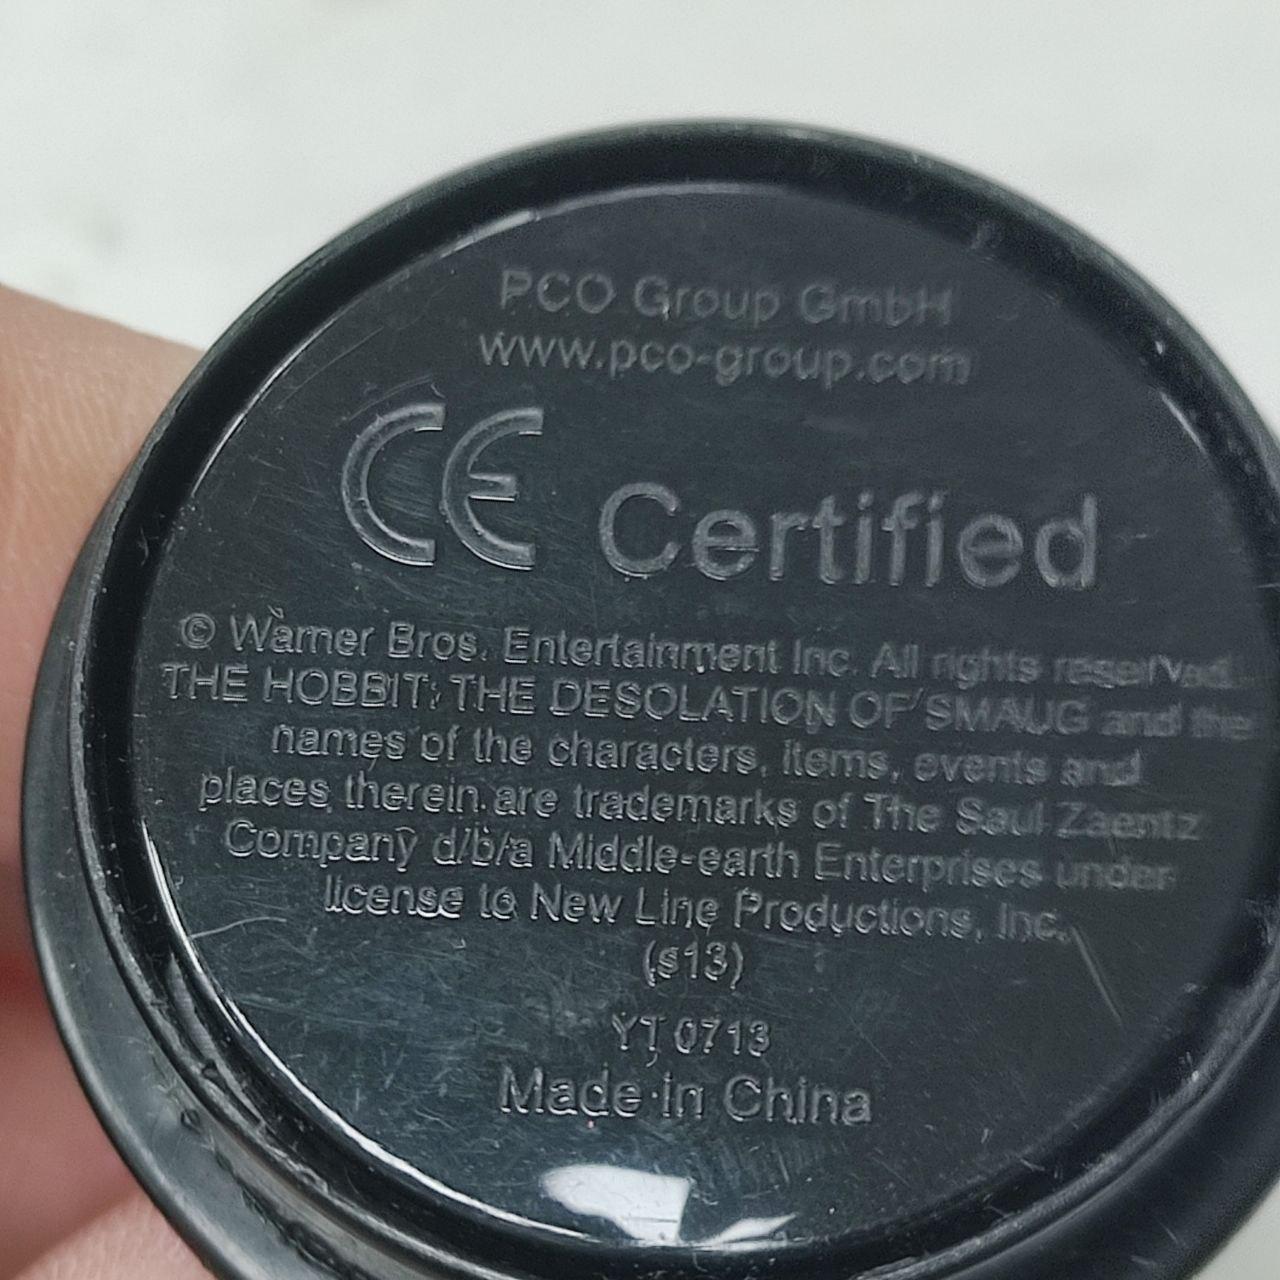 PCO Group GmbH
www.pco-group.com
CE Certified
© Warner Bros. Entertainment Inc. All rights reserved.
THE HOBBIT: THE DESOLATION OF SMAUG and the
names of the characters, items, events and
places therein are trademarks of The Saul Zaentz
Company d/b/a Middle-earth Enterprises under
license to New Line Productions, Inc.
(s13)
YT 0713
Made in China